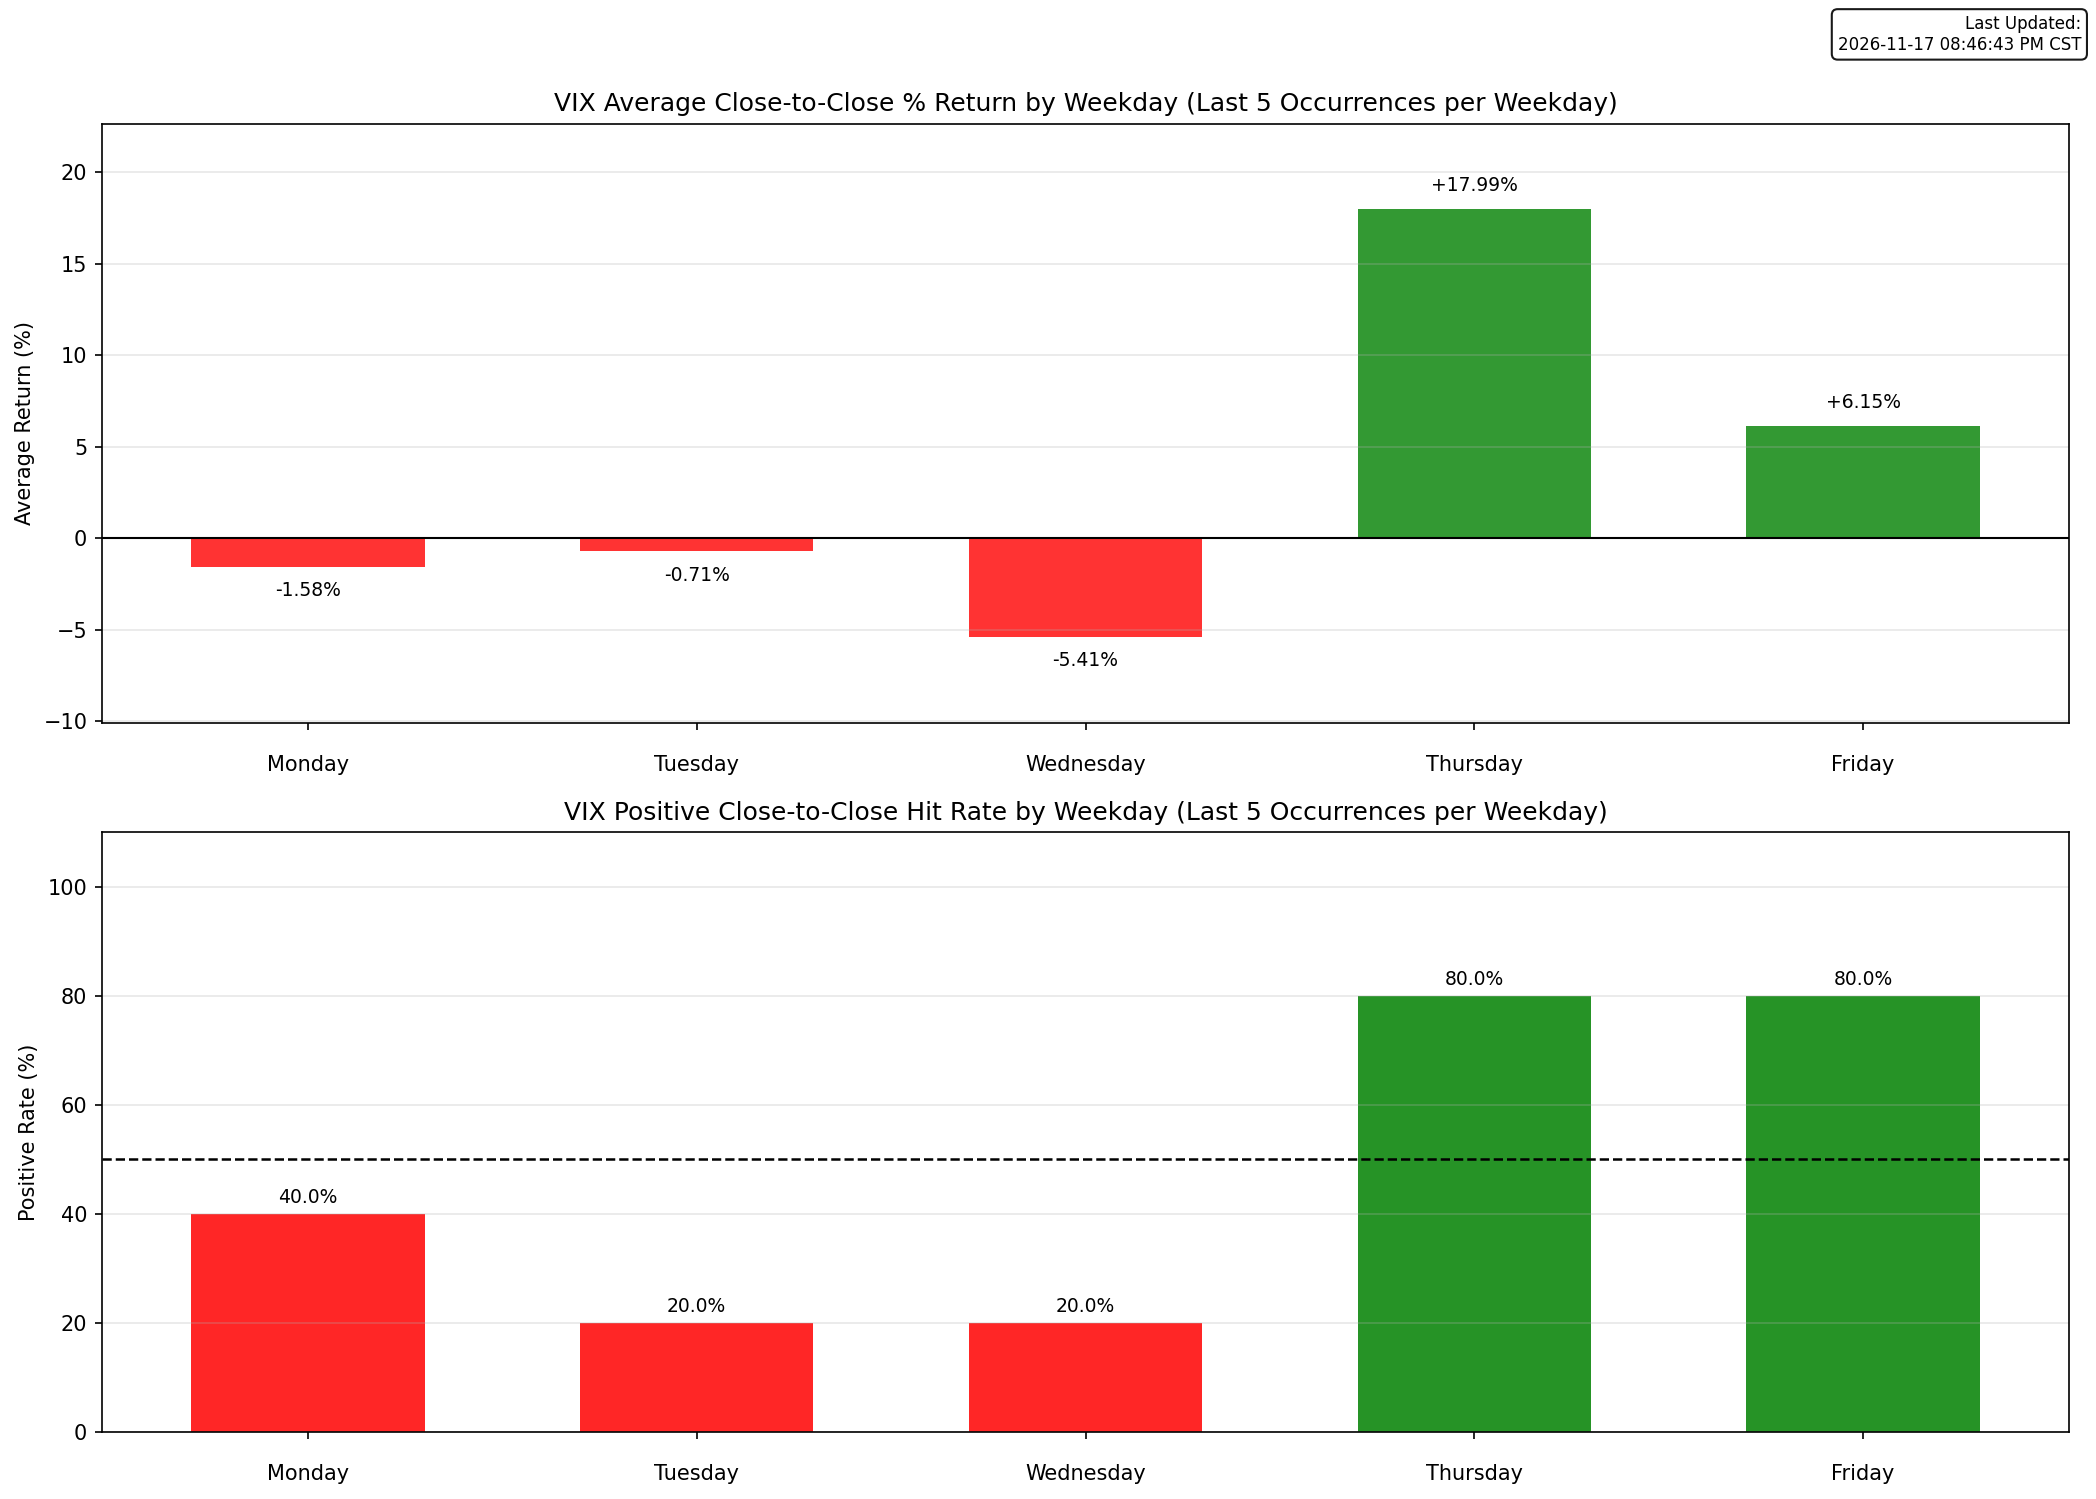 Last Updated:
2026-11-17 08:46:43 PM CST
VIX Average Close-to-Close % Return by Weekday (Last 5 Occurrences per Weekday)
Average Return (%)
20
15
10
5
0
−5
−10
+17.99%
+6.15%
-1.58%
-0.71%
-5.41%
Monday
Tuesday
Wednesday
Thursday
Friday
VIX Positive Close-to-Close Hit Rate by Weekday (Last 5 Occurrences per Weekday)
Positive Rate (%)
100
80
60
40
20
0
40.0%
20.0%
20.0%
80.0%
80.0%
Monday
Tuesday
Wednesday
Thursday
Friday